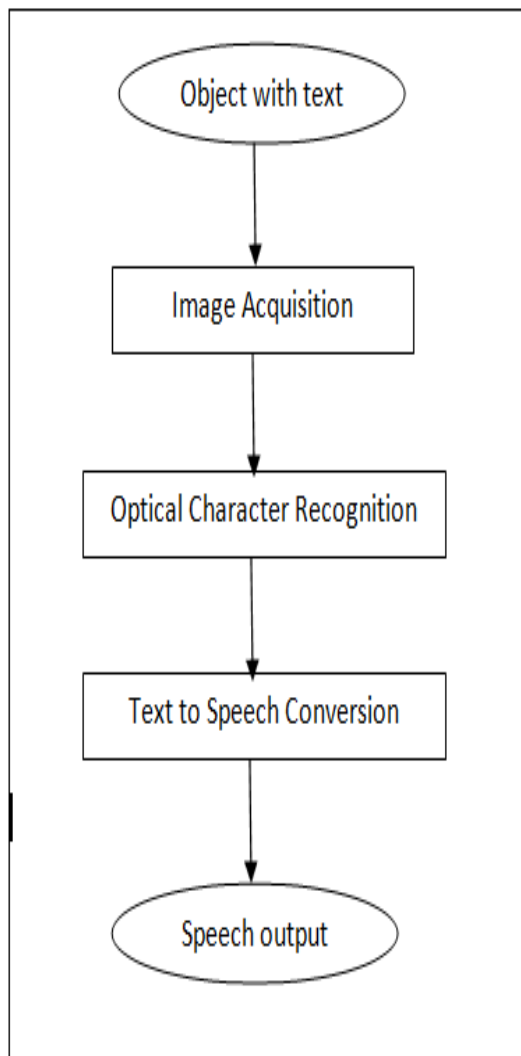 Object with text
Image Acquisition
Optical Character Recognition
Text to Speech Conversion
Speech output